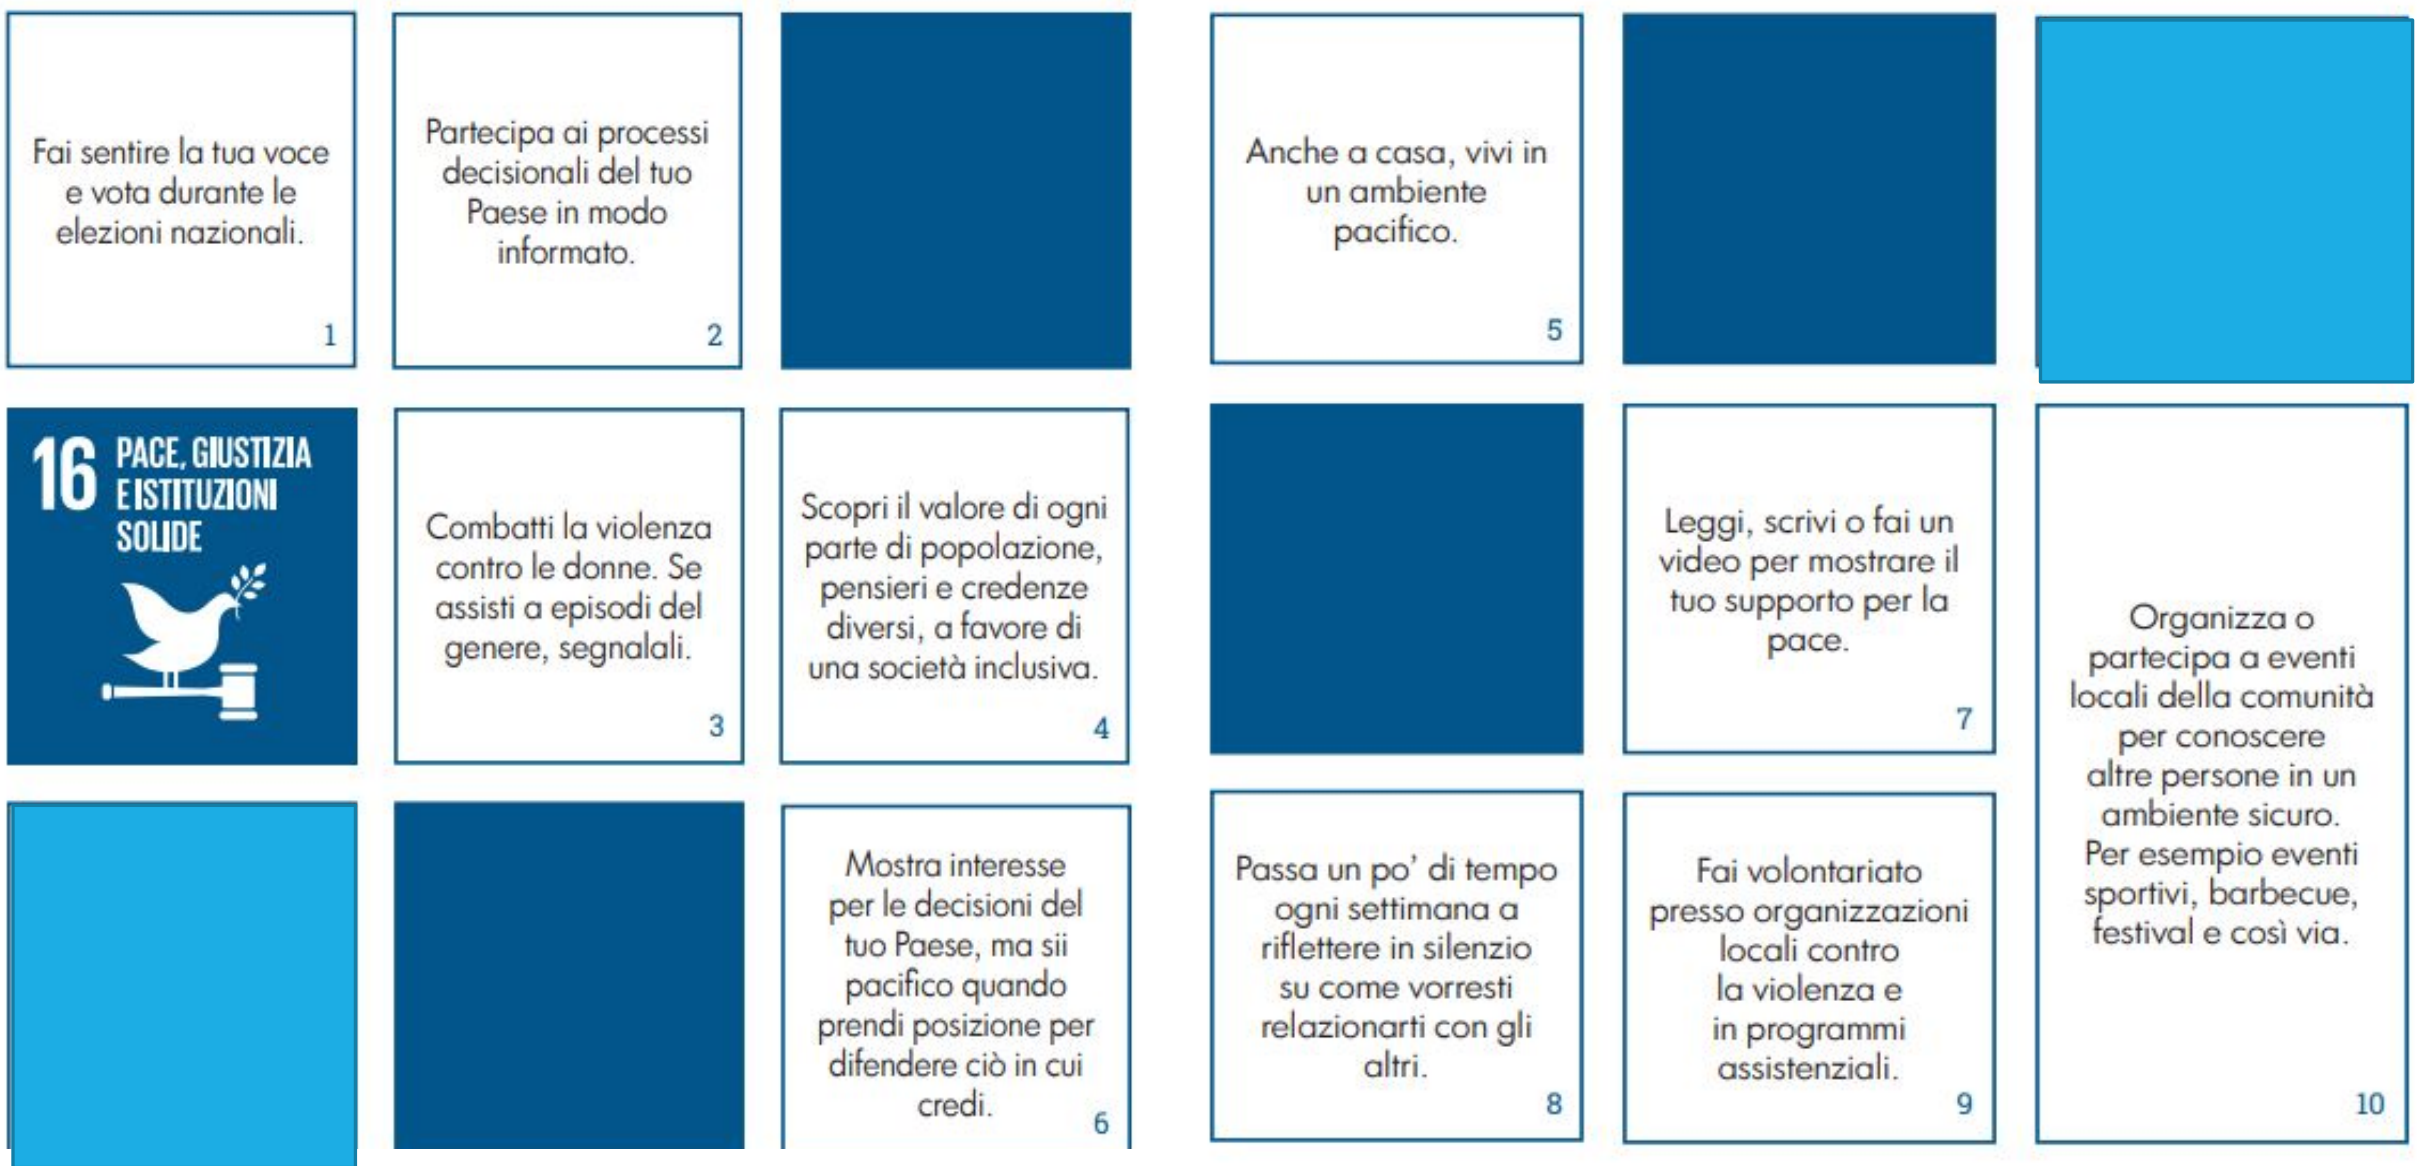 Fai sentire la tua voce
e vota durante le
elezioni nazionali.
1
Partecipa ai processi
decisionali del tuo
Paese in modo
informato.
2
Anche a casa, vivi in
un ambiente
pacifico.
5
16 PACE, GIUSTIZIA
E ISTITUZIONI
SOLIDE
Combatti la violenza
contro le donne. Se
assisti a episodi del
genere, segnalali.
3
Scopri il valore di ogni
parte di popolazione,
pensieri e credenze
diversi, a favore di
una società inclusiva.
4
Leggi, scrivi o fai un
video per mostrare il
tuo supporto per la
pace.
7
Organizza o
partecipa a eventi
locali della comunità
per conoscere
altre persone in un
ambiente sicuro.
Per esempio eventi
sportivi, barbecue,
festival e così via.
10
Mostra interesse
per le decisioni del
tuo Paese, ma sii
pacifico quando
prendi posizione per
difendere ciò in cui
credi.
6
Passa un po’ di tempo
ogni settimana a
riflettere in silenzio
su come vorresti
relazionarti con gli
altri.
8
Fai volontariato
presso organizzazioni
locali contro
la violenza e
in programmi
assistenziali.
9